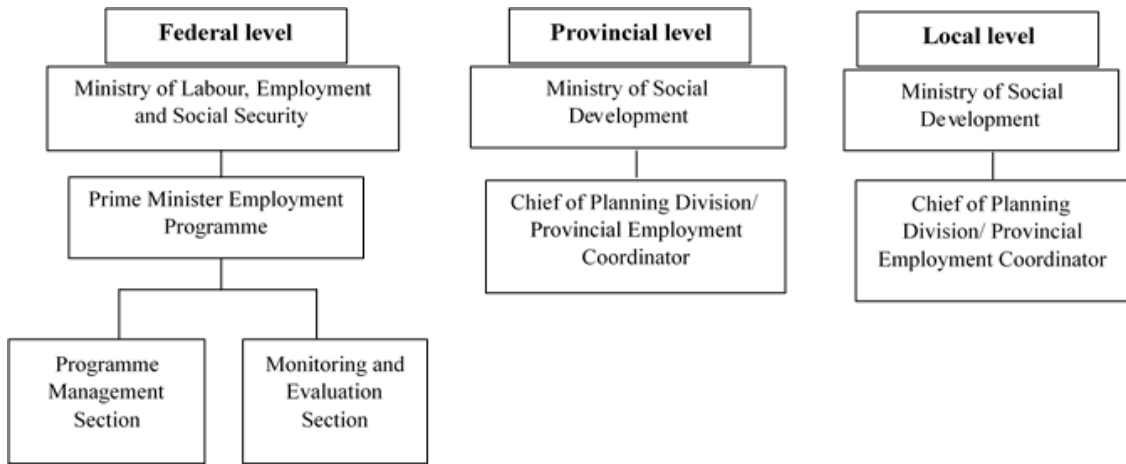 Federal level
Ministry of Labour, Employment
and Social Security
Prime Minister Employment
Programme
Programme
Management
Section
Monitoring and
Evaluation
Section
Provincial level
Ministry of Social
Development
Chief of Planning Division/
Provincial Employment
Coordinator
Local level
Ministry of Social
Development
Chief of Planning
Division/ Provincial
Employment Coordinator